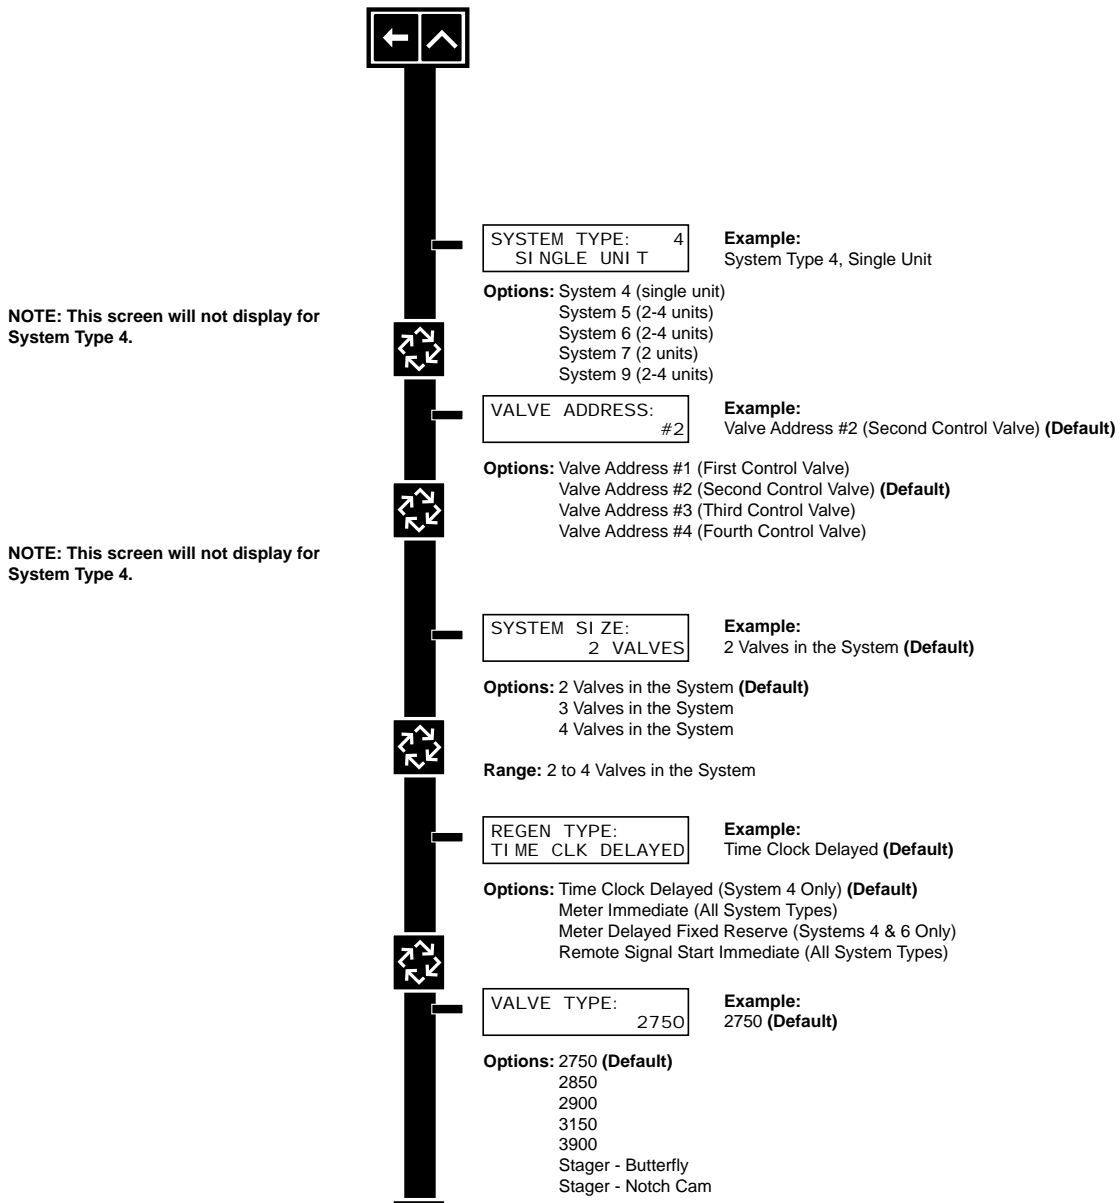 SYSTEM TYPE: 4
SINGLE UNIT
Example:
System Type 4, Single Unit
Options: System 4 (single unit)
System 5 (2-4 units)
System 6 (2-4 units)
System 7 (2 units)
System 9 (2-4 units)
NOTE: This screen will not display for
System Type 4.
VALVE ADDRESS:
#2
Example:
Valve Address #2 (Second Control Valve) (Default)
Options: Valve Address #1 (First Control Valve)
Valve Address #2 (Second Control Valve) (Default)
Valve Address #3 (Third Control Valve)
Valve Address #4 (Fourth Control Valve)
NOTE: This screen will not display for
System Type 4.
SYSTEM SIZE:
2 VALVES
Example:
2 Valves in the System (Default)
Options: 2 Valves in the System (Default)
3 Valves in the System
4 Valves in the System
Range: 2 to 4 Valves in the System
REGEN TYPE:
TIME CLK DELAYED
Example:
Time Clock Delayed (Default)
Options: Time Clock Delayed (System 4 Only) (Default)
Meter Immediate (All System Types)
Meter Delayed Fixed Reserve (Systems 4 & 6 Only)
Remote Signal Start Immediate (All System Types)
VALVE TYPE:
2750
Example:
2750 (Default)
Options: 2750 (Default)
2850
2900
3150
3900
Stager - Butterfly
Stager - Notch Cam